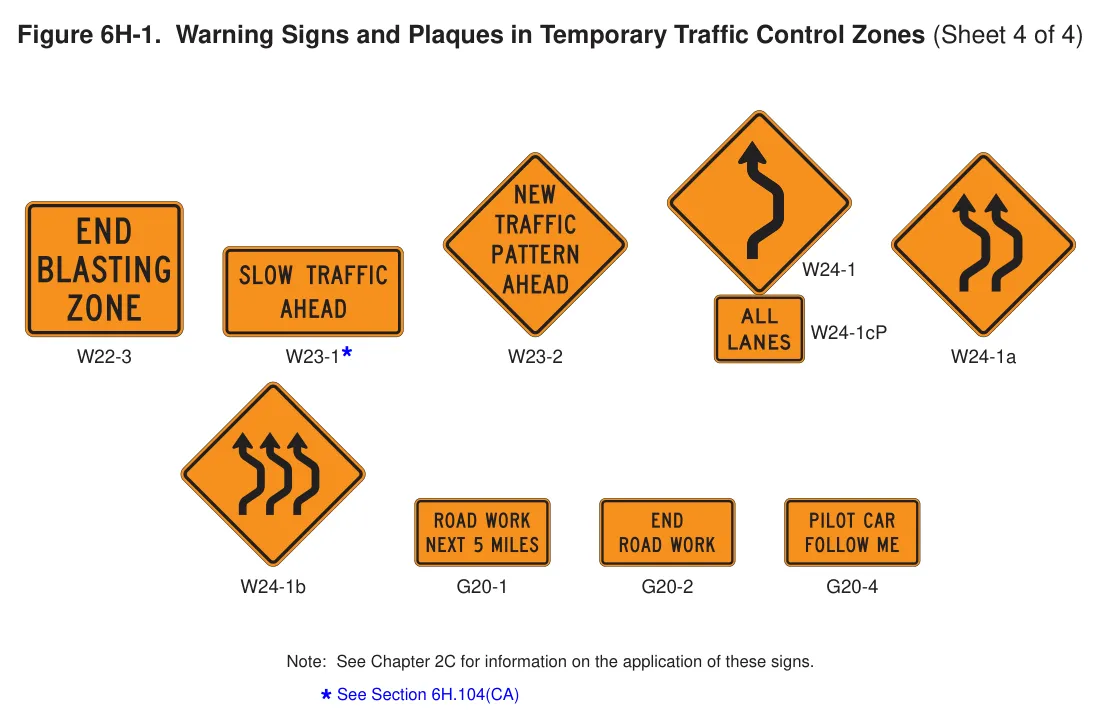 Figure 6H-1. Warning Signs and Plaques in Temporary Traffic Control Zones (Sheet 4 of 4)
END
BLASTING
ZONE
W22-3
SLOW TRAFFIC
AHEAD
W23-1*
NEW
TRAFFIC
PATTERN
AHEAD
W23-2
W24-1
ALL
LANES
W24-1cP
W24-1a
W24-1b
ROAD WORK
NEXT 5 MILES
G20-1
END
ROAD WORK
G20-2
PILOT CAR
FOLLOW ME
G20-4
Note: See Chapter 2C for information on the application of these signs.
* See Section 6H.104(CA)